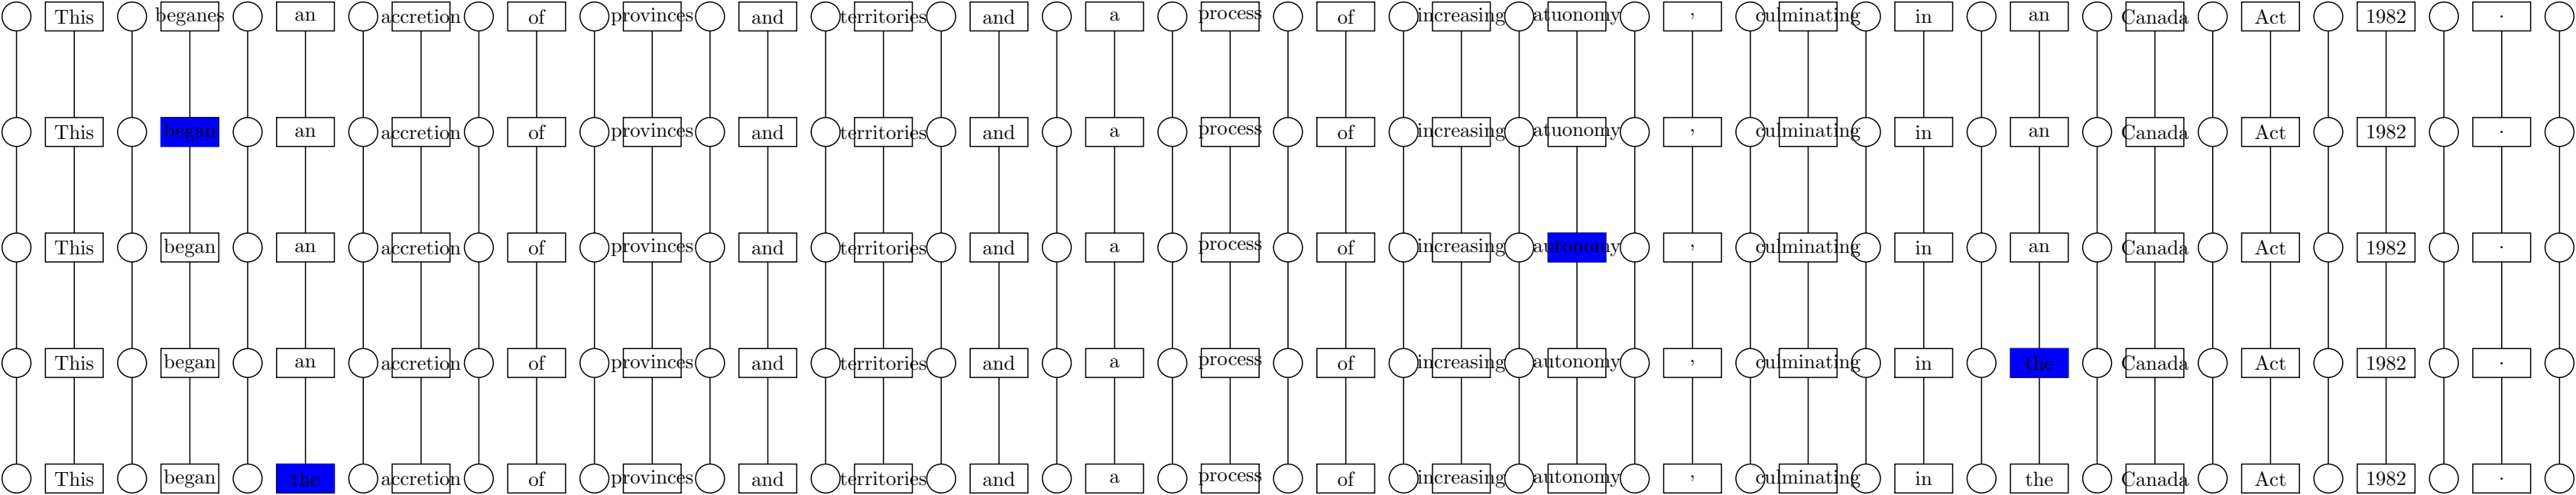 This beganes an accretion of provinces and territories and a process of increasing atuonomy , culminating in an Canada Act 1982 .
This began an accretion of provinces and territories and a process of increasing atuonomy , culminating in an Canada Act 1982 .
This began an accretion of provinces and territories and a process of increasing autonomy , culminating in an Canada Act 1982 .
This began an accretion of provinces and territories and a process of increasing autonomy , culminating in the Canada Act 1982 .
This began the accretion of provinces and territories and a process of increasing autonomy , culminating in the Canada Act 1982 .